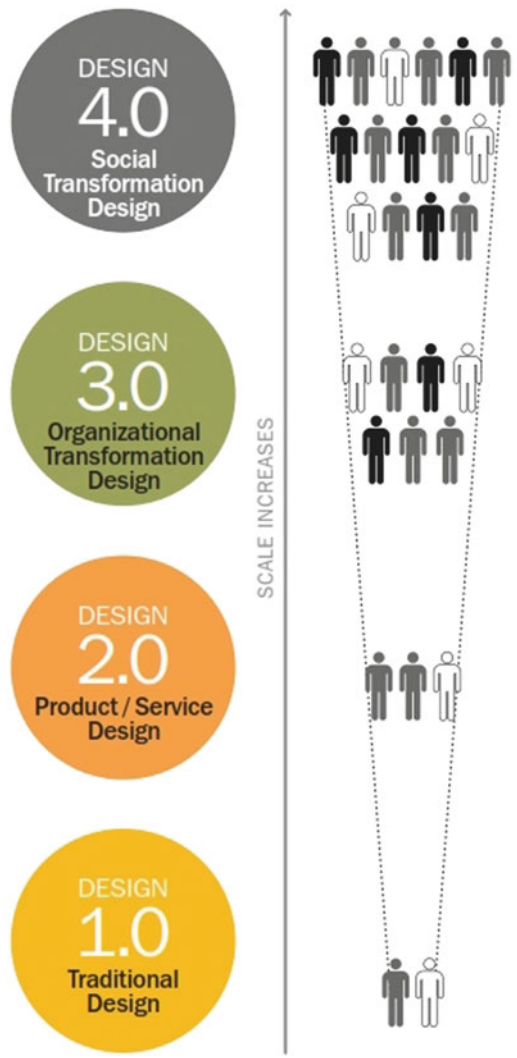 DESIGN
4.0
Social
Transformation
Design
DESIGN
3.0
Organizational
Transformation
Design
SCALE INCREASES
DESIGN
2.0
Product / Service
Design
DESIGN
1.0
Traditional
Design